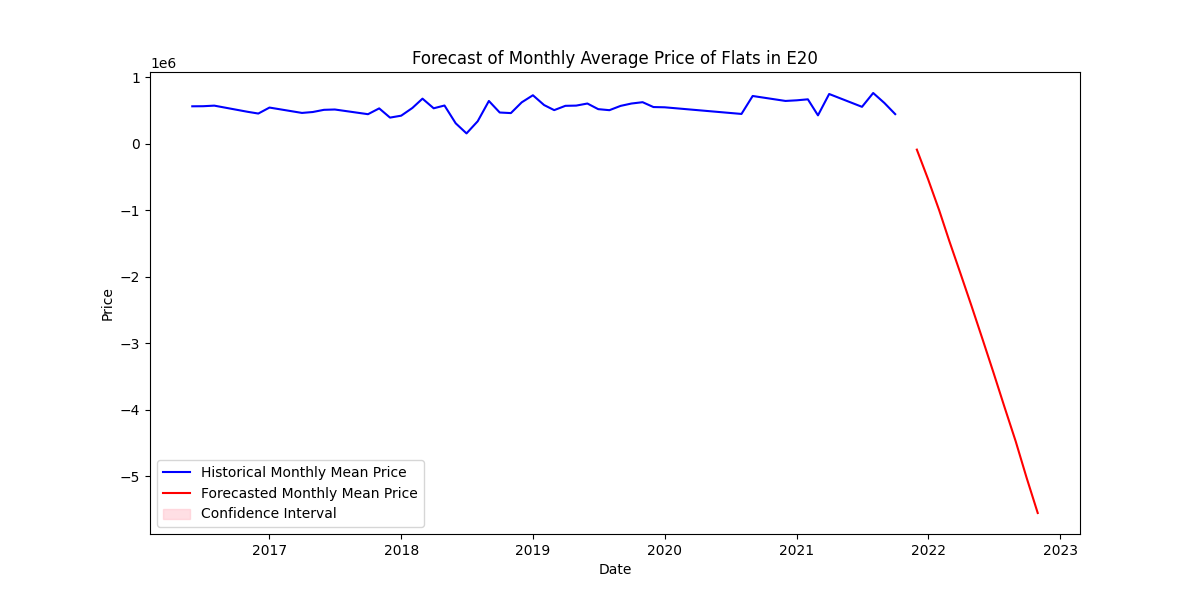 Forecast of Monthly Average Price of Flats in E20
1e6
1
0
−1
−2
−3
−4
−5
Price
Historical Monthly Mean Price
Forecasted Monthly Mean Price
Confidence Interval
2017 2018 2019 2020 2021 2022 2023
Date